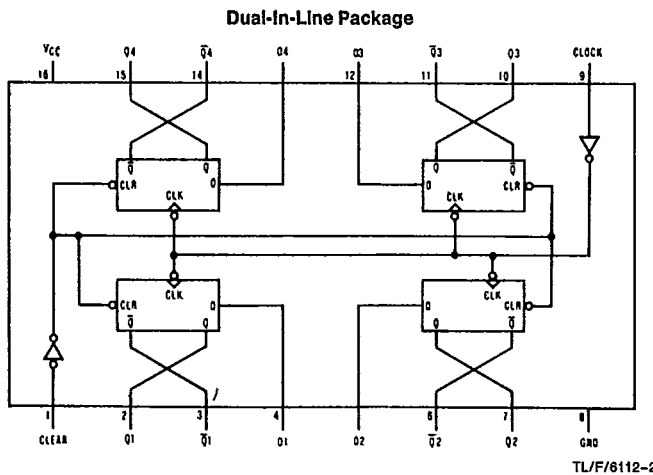 Dual-In-Line Package
VCC Q4 Q̅4 D4 D3 Q̅3 Q3 CLOCK
16 15 14 13 12 11 10 9
Q̅ Q D CLR CLK
Q Q̅ D CLR CLK
CLR CLK D Q̅ Q
D CLK CLR Q Q̅
1 2 3 4 5 6 7 8
CLEAR Q1 Q̅1 D1 D2 Q̅2 Q2 GND
TL/F/6112-2